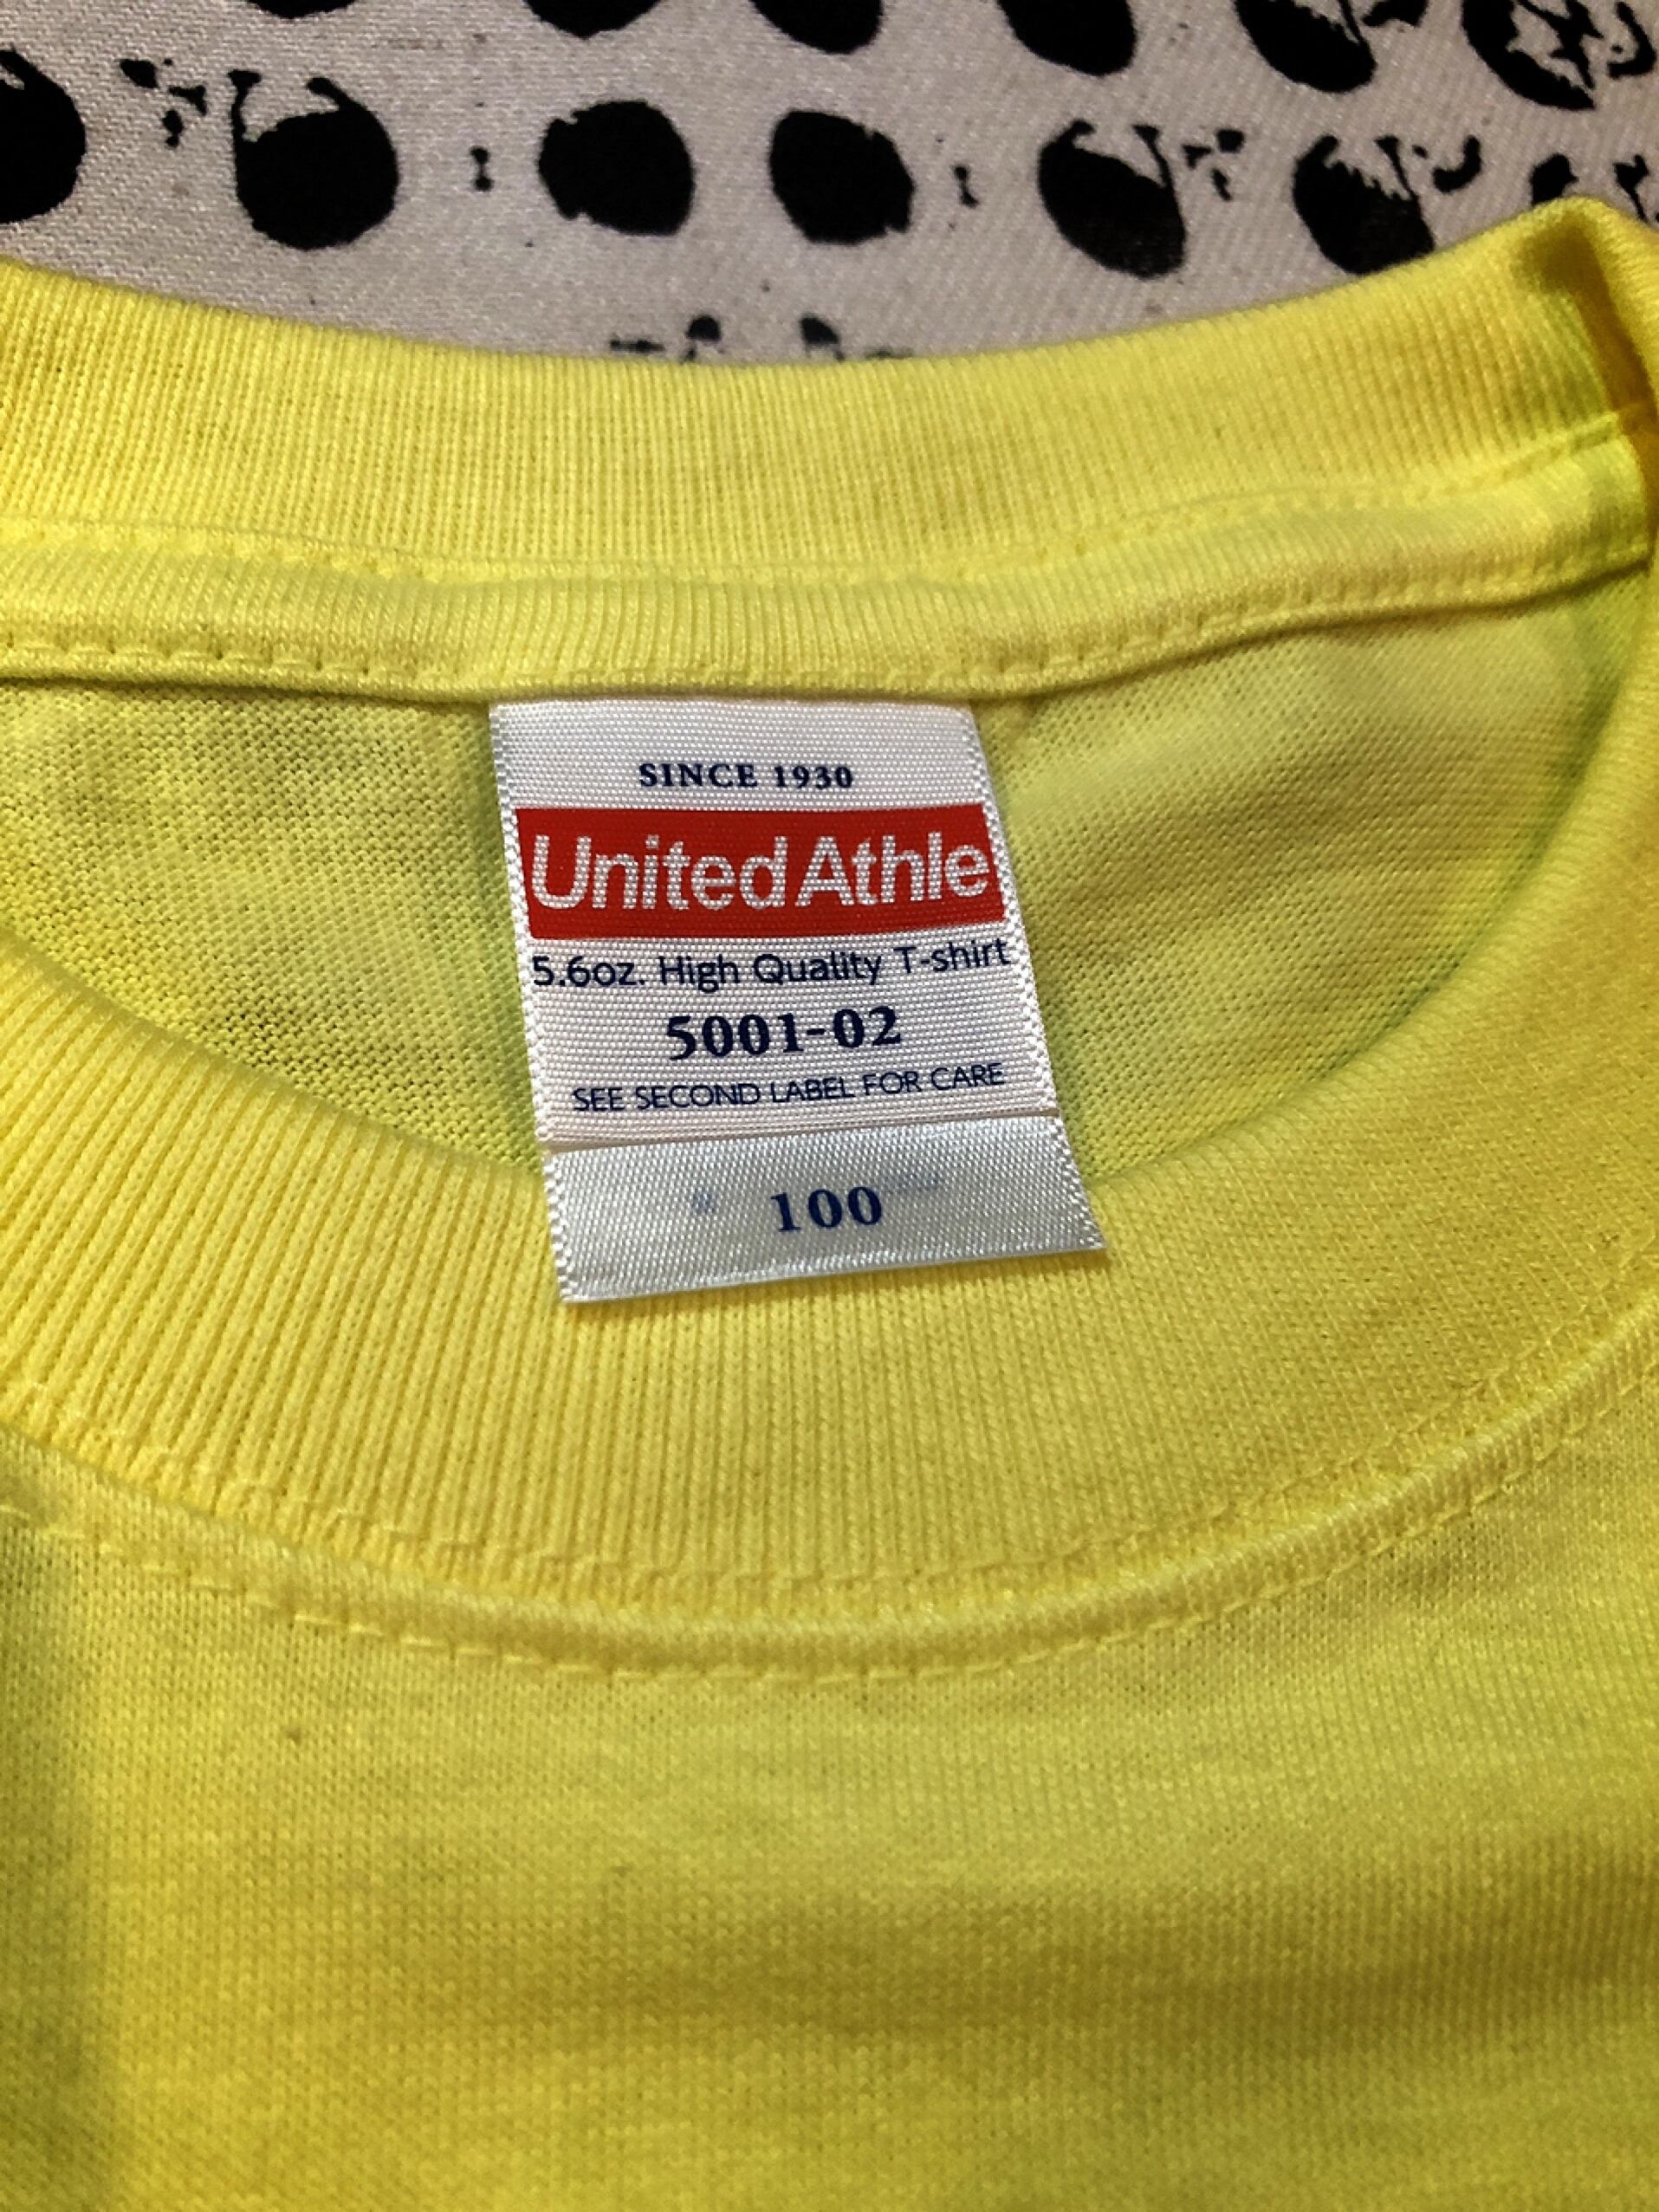 SINCE 1930
United Athle
5.6oz. High Quality T-shirt
5001-02
SEE SECOND LABEL FOR CARE
100